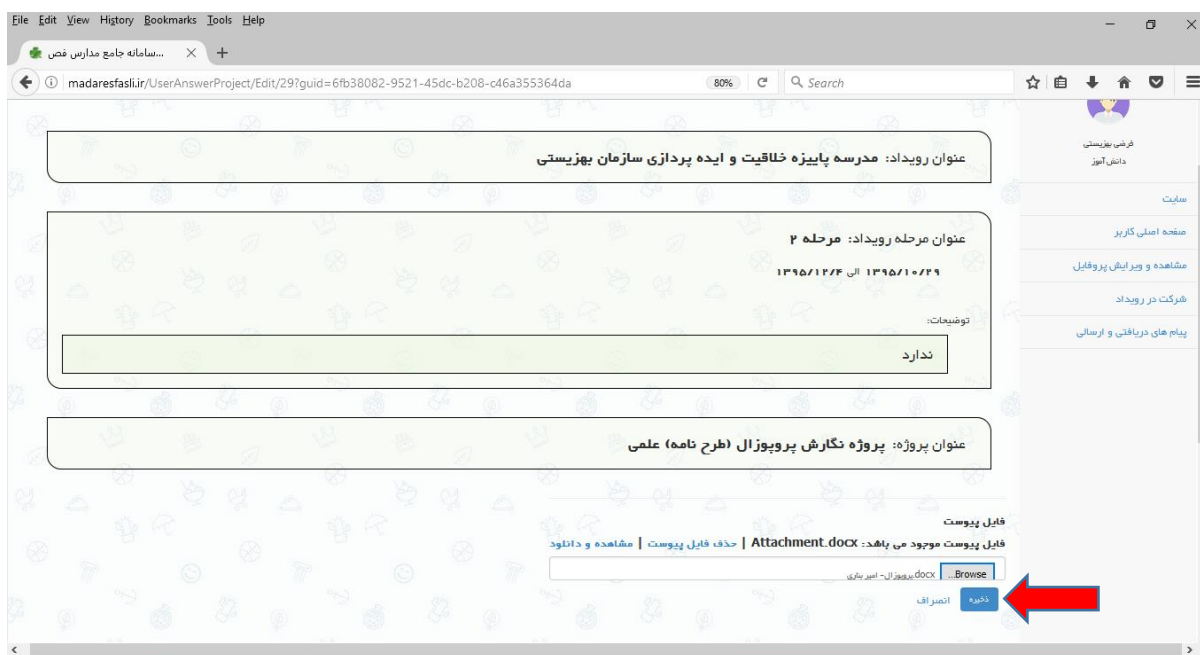 File Edit View History Bookmarks Tools Help
سامانه جامع مدارس فص...
madaresfasli.ir/UserAnswerProject/Edit/29?guid=6fb38082-9521-45dc-b208-c46a355364da
80%
Search
فرضی بهزیستی
دانش آموز
سایت
صفحه اصلی کاربر
مشاهده و ویرایش پروفایل
شرکت در رویداد
پیام های دریافتی و ارسالی
عنوان رویداد: مدرسه پاییزه خلاقیت و ایده پردازی سازمان بهزیستی
عنوان مرحله رویداد: مرحله ۲
۱۳۹۵/۱۰/۲۹ الی ۱۳۹۵/۱۲/۴
توضیحات:
ندارد
عنوان پروژه: پروژه نگارش پروپوزال (طرح نامه) علمی
فایل پیوست
فایل پیوست موجود می باشد: Attachment.docx | حذف فایل پیوست | مشاهده و دانلود
Browse... پروپوزال- امیر .docx
ذخیره انصراف